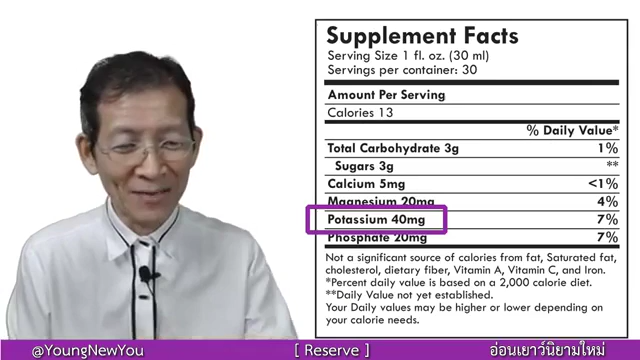 Supplement Facts
Serving Size 1 fl. oz. (30 ml)
Servings per container: 30
Amount Per Serving
Calories 13
% Daily Value*
Total Carbohydrate 3g 1%
Sugars 3g **
Calcium 5mg <1%
Magnesium 20mg 4%
Potassium 40mg 7%
Phosphate 20mg 7%
Not a significant source of calories from fat, Saturated fat,
cholesterol, dietary fiber, Vitamin A, Vitamin C, and Iron.
*Percent daily value is based on a 2,000 calorie diet.
**Daily Value not yet established.
Your Daily values may be higher or lower depending on
your calorie needs.
@YoungNewYou [ Reserve ] อ่อนเยาว์นิยามใหม่